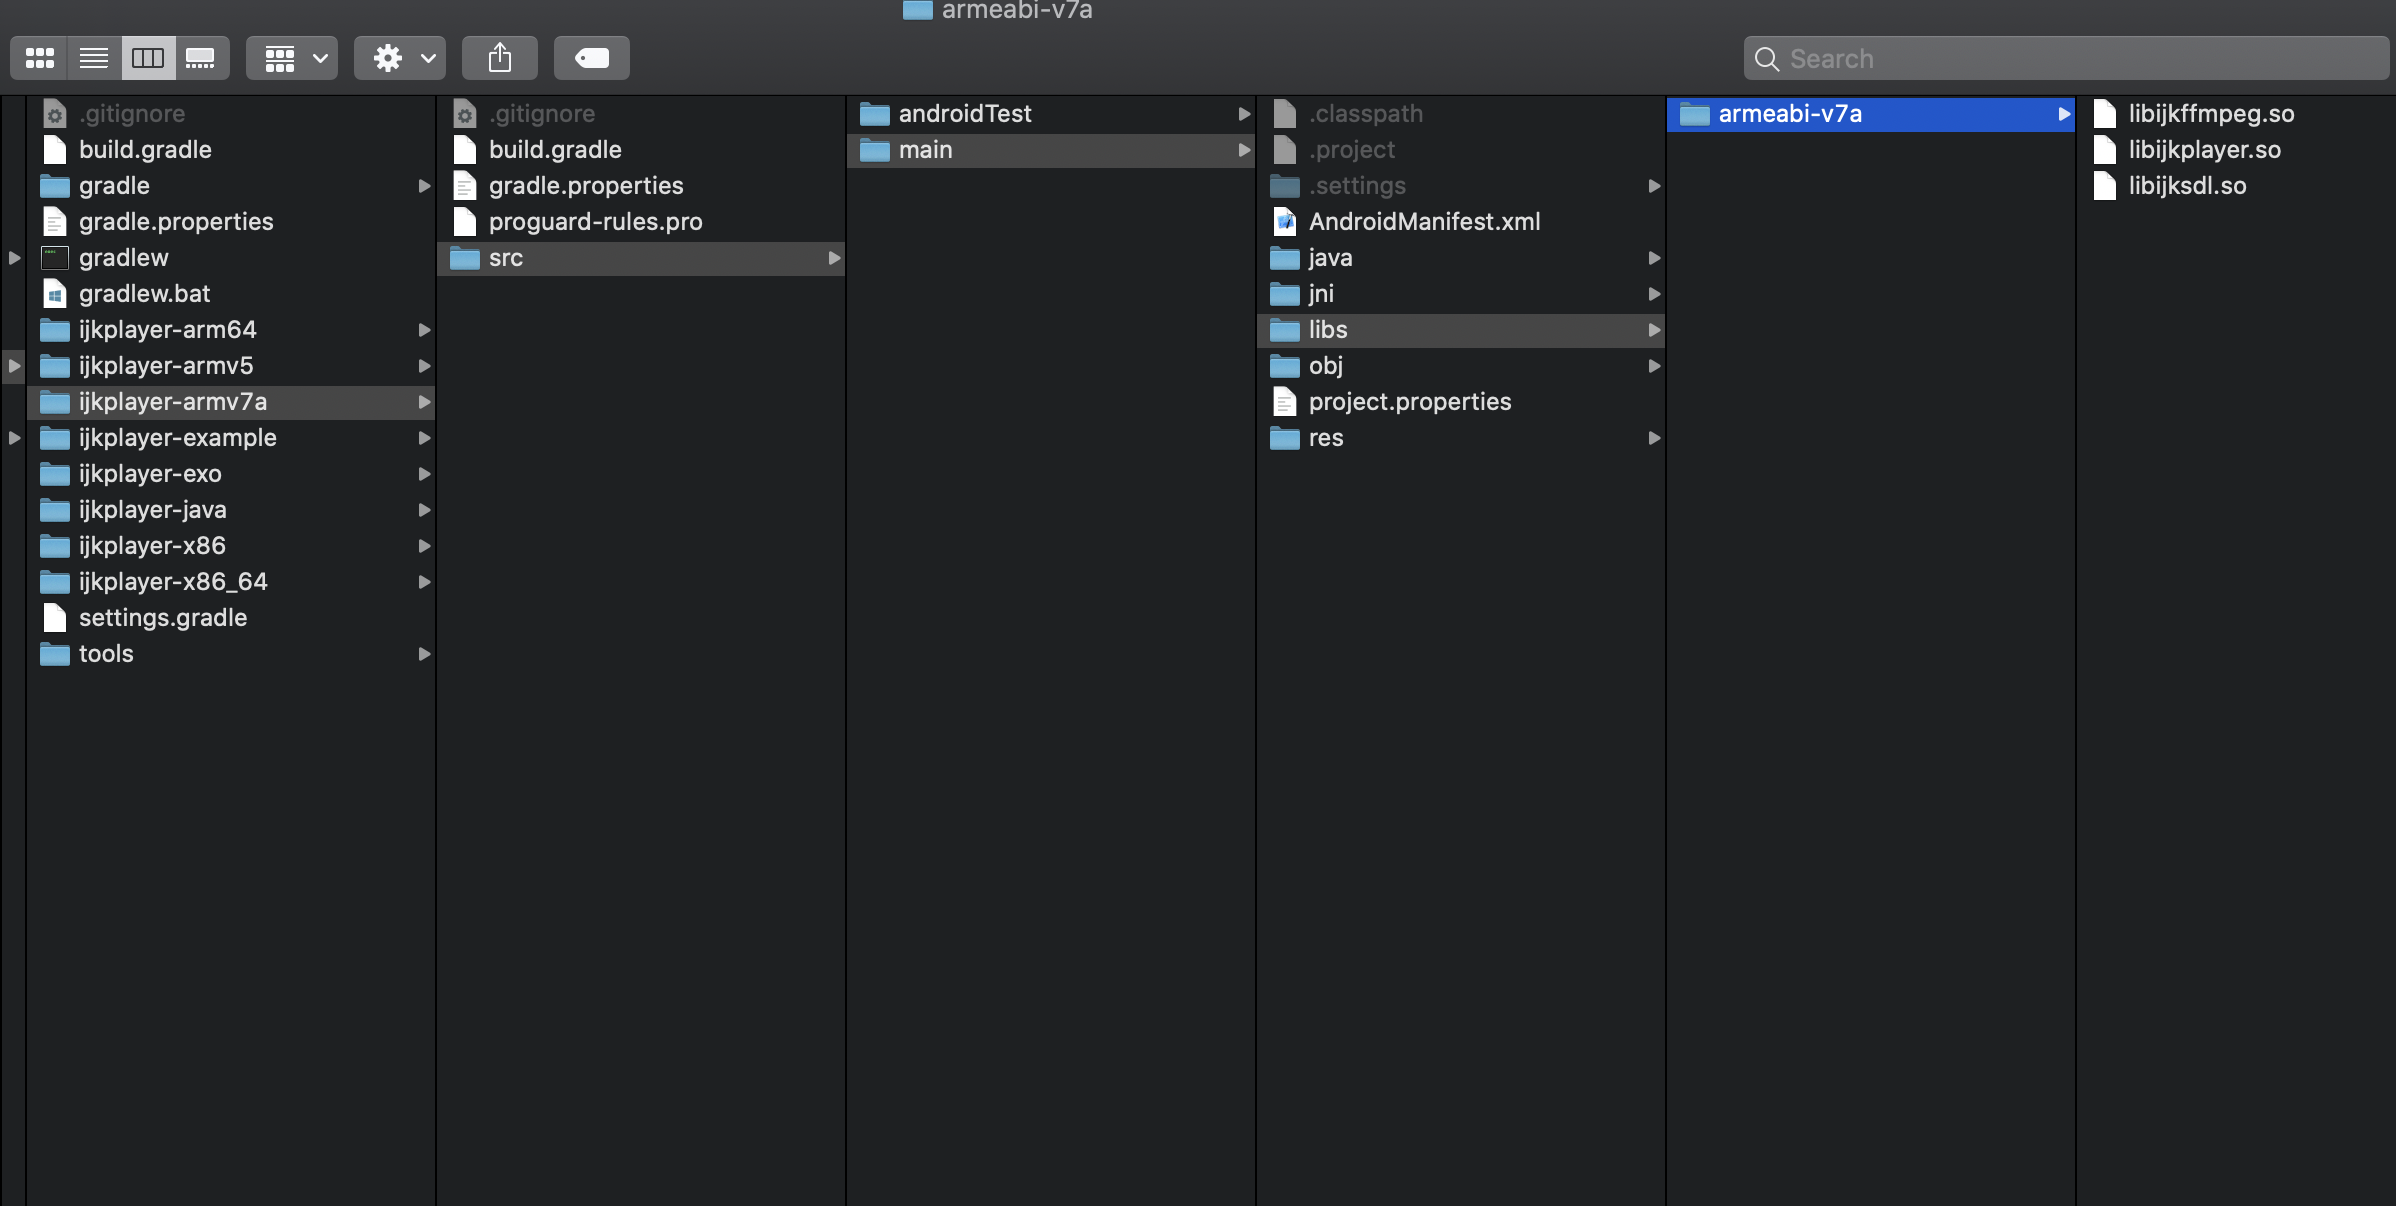 armeabi-v7a
Search
.gitignore
build.gradle
gradle
gradle.properties
gradlew
gradlew.bat
ijkplayer-arm64
ijkplayer-armv5
ijkplayer-armv7a
ijkplayer-example
ijkplayer-exo
ijkplayer-java
ijkplayer-x86
ijkplayer-x86_64
settings.gradle
tools
.gitignore
build.gradle
gradle.properties
proguard-rules.pro
src
androidTest
main
.classpath
.project
.settings
AndroidManifest.xml
java
jni
libs
obj
project.properties
res
armeabi-v7a
libijkffmpeg.so
libijkplayer.so
libijksdl.so